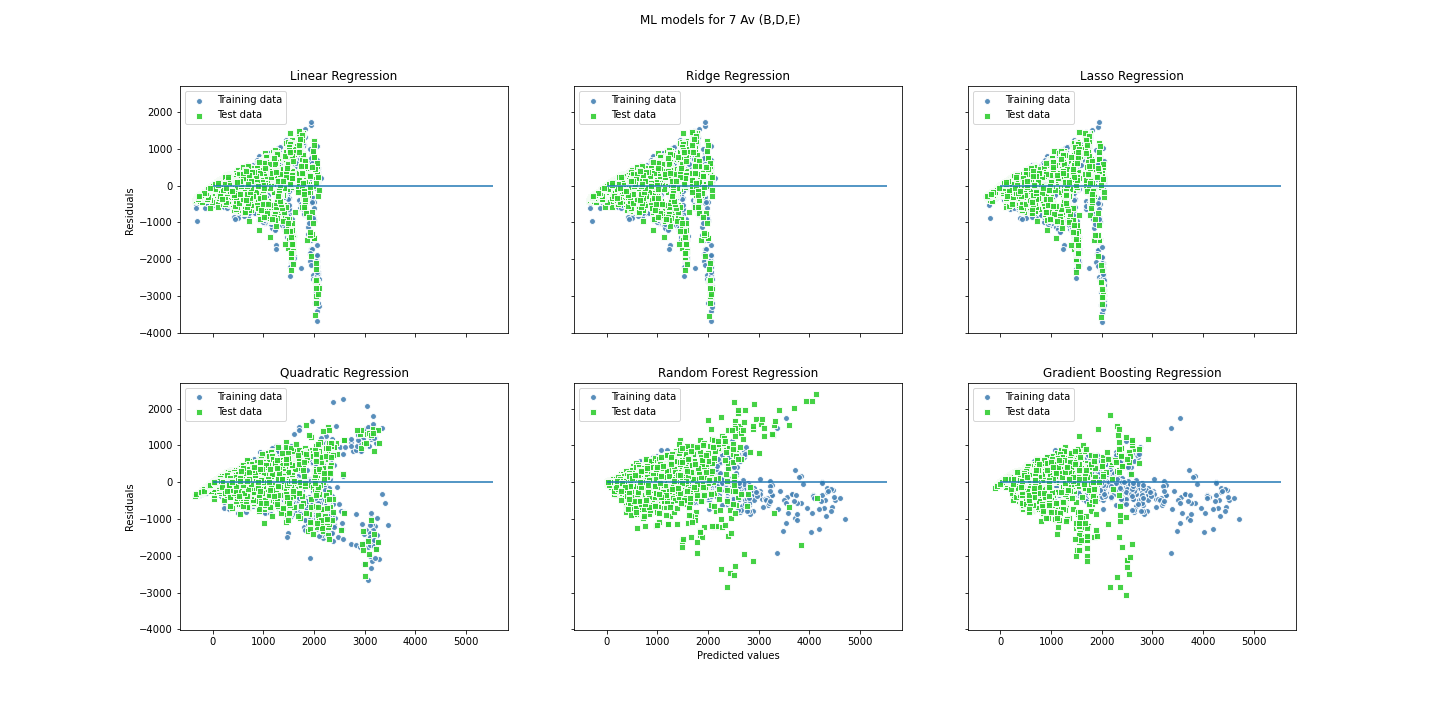 ML models for 7 Av (B,D,E)
Linear Regression
Training data
Test data
2000
1000
0
−1000
−2000
−3000
−4000
Residuals
Ridge Regression
Training data
Test data
Lasso Regression
Training data
Test data
Quadratic Regression
Training data
Test data
2000
1000
0
−1000
−2000
−3000
−4000
Residuals
0 1000 2000 3000 4000 5000
Random Forest Regression
Training data
Test data
0 1000 2000 3000 4000 5000
Predicted values
Gradient Boosting Regression
Training data
Test data
0 1000 2000 3000 4000 5000